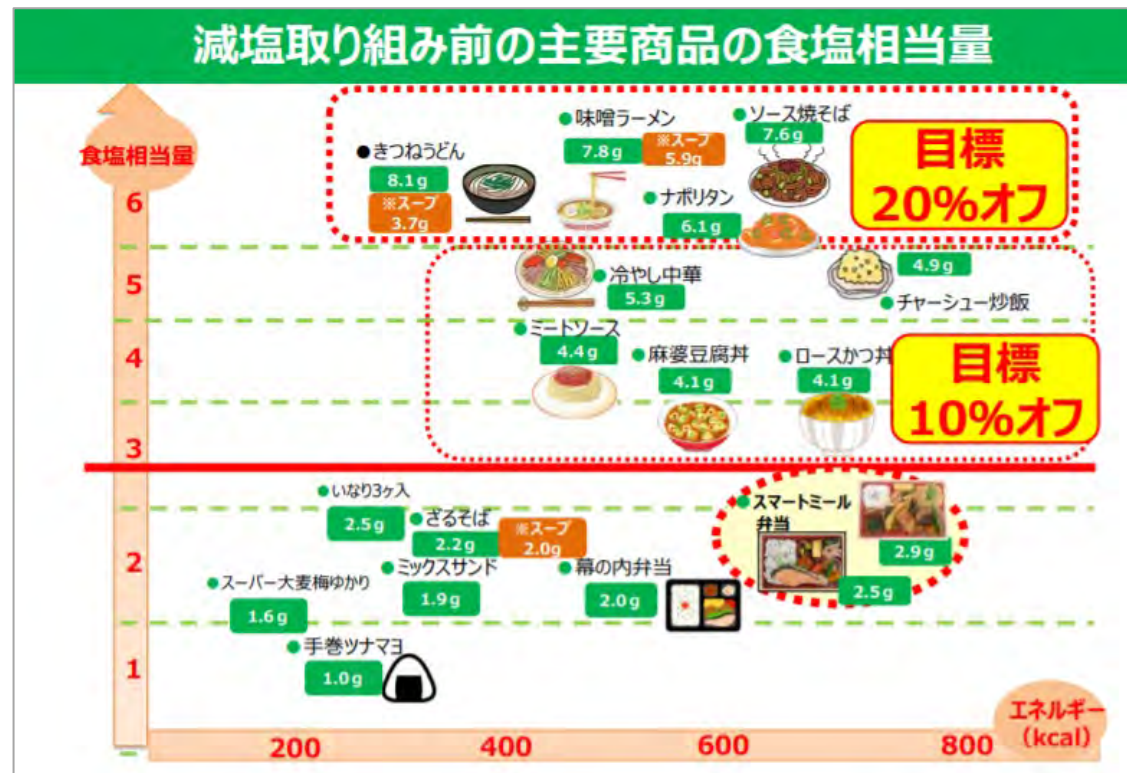 減塩取り組み前の主要商品の食塩相当量
食塩相当量
6
5
4
3
2
1
●きつねうどん
8.1g
※スープ
3.7g
●味噌ラーメン
7.8g
※スープ
5.9g
●ソース焼そば
7.6g
●ナポリタン
6.1g
目標
20%オフ
●冷やし中華
5.3g
4.9g
●チャーシュー炒飯
●ミートソース
4.4g
●麻婆豆腐丼
4.1g
●ロースかつ丼
4.1g
目標
10%オフ
●いなり3ヶ入
2.5g
●ざるそば
2.2g
※スープ
2.0g
●スマートミール
弁当
2.9g
2.5g
●スーパー大麦梅ゆかり
1.6g
●ミックスサンド
1.9g
●幕の内弁当
2.0g
●手巻ツナマヨ
1.0g
200
400
600
800
エネルギー
(kcal)